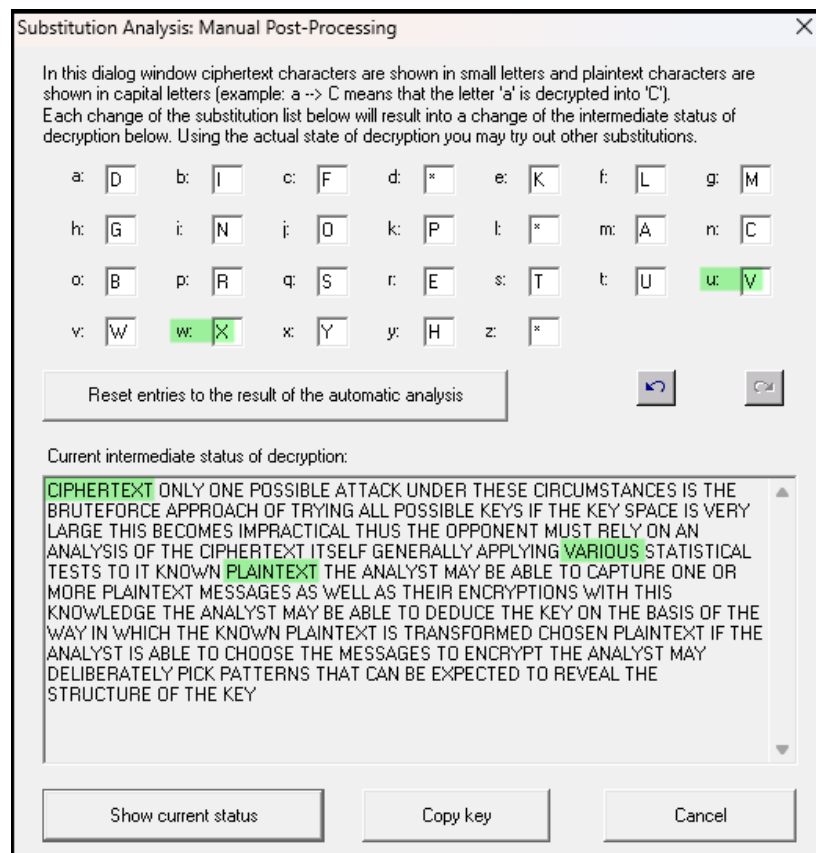 Substitution Analysis: Manual Post-Processing
In this dialog window ciphertext characters are shown in small letters and plaintext characters are
shown in capital letters (example: a --> C means that the letter 'a' is decrypted into 'C').
Each change of the substitution list below will result into a change of the intermediate status of
decryption below. Using the actual state of decryption you may try out other substitutions.
a: D b: I c: F d: * e: K f: L g: M
h: G i: N j: O k: P l: * m: A n: C
o: B p: R q: S r: E s: T t: U u: V
v: W w: X x: Y y: H z: *
Reset entries to the result of the automatic analysis
Current intermediate status of decryption:
CIPHERTEXT ONLY ONE POSSIBLE ATTACK UNDER THESE CIRCUMSTANCES IS THE
BRUTEFORCE APPROACH OF TRYING ALL POSSIBLE KEYS IF THE KEY SPACE IS VERY
LARGE THIS BECOMES IMPRACTICAL THUS THE OPPONENT MUST RELY ON AN
ANALYSIS OF THE CIPHERTEXT ITSELF GENERALLY APPLYING VARIOUS STATISTICAL
TESTS TO IT KNOWN PLAINTEXT THE ANALYST MAY BE ABLE TO CAPTURE ONE OR
MORE PLAINTEXT MESSAGES AS WELL AS THEIR ENCRYPTIONS WITH THIS
KNOWLEDGE THE ANALYST MAY BE ABLE TO DEDUCE THE KEY ON THE BASIS OF THE
WAY IN WHICH THE KNOWN PLAINTEXT IS TRANSFORMED CHOSEN PLAINTEXT IF THE
ANALYST IS ABLE TO CHOOSE THE MESSAGES TO ENCRYPT THE ANALYST MAY
DELIBERATELY PICK PATTERNS THAT CAN BE EXPECTED TO REVEAL THE
STRUCTURE OF THE KEY
Show current status
Copy key
Cancel